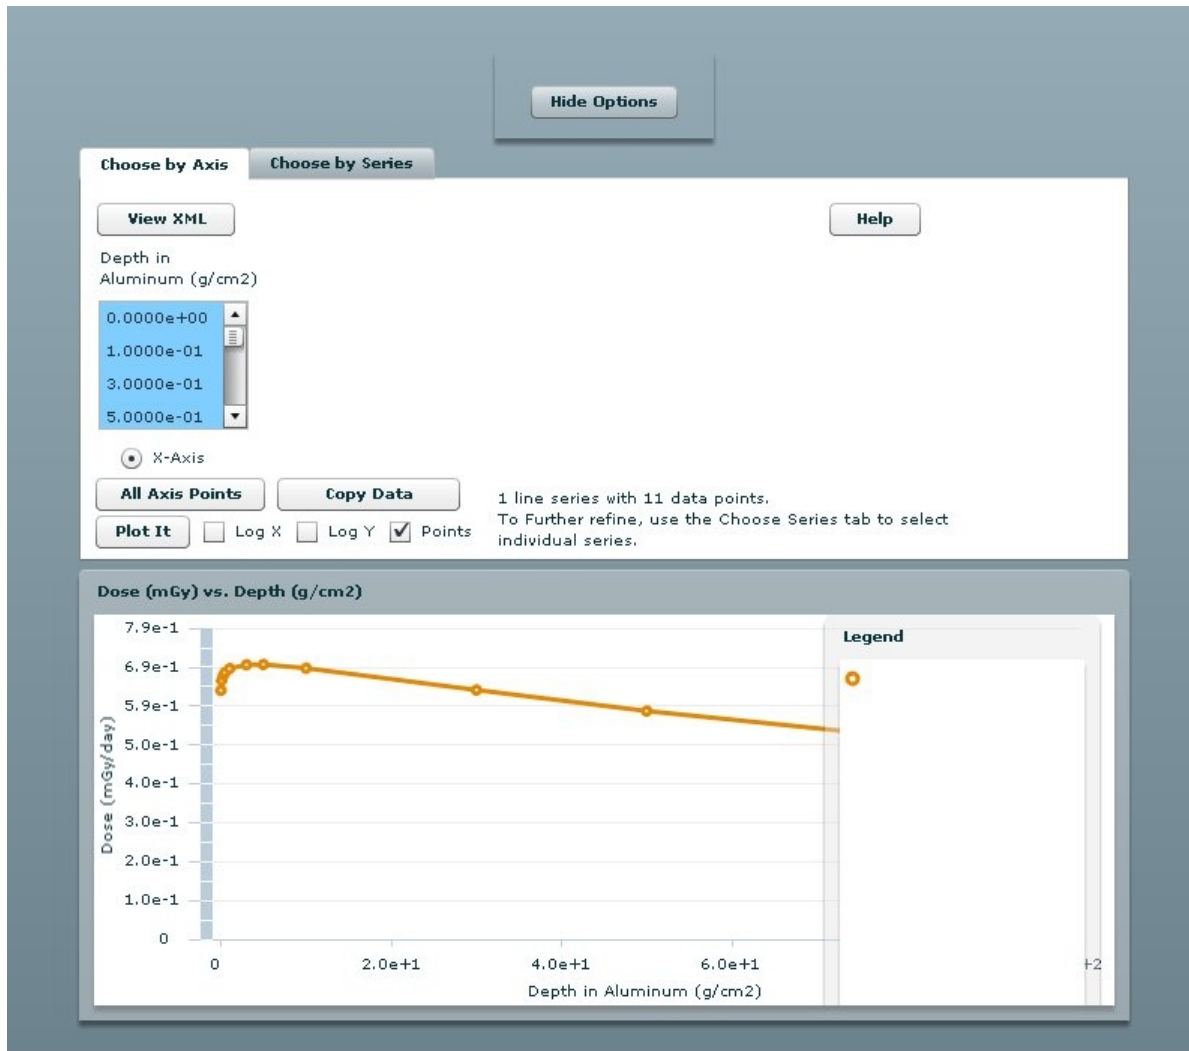 Hide Options
Choose by Axis
Choose by Series
View XML
Help
Depth in
Aluminum (g/cm2)
0.0000e+00
1.0000e-01
3.0000e-01
5.0000e-01
X-Axis
All Axis Points
Copy Data
1 line series with 11 data points.
To Further refine, use the Choose Series tab to select
individual series.
Plot It
Log X
Log Y
Points
Dose (mGy) vs. Depth (g/cm2)
Legend
7.9e-1
6.9e-1
5.9e-1
5.0e-1
4.0e-1
3.0e-1
2.0e-1
1.0e-1
0
Dose (mGy/day)
0
2.0e+1
4.0e+1
6.0e+1
+2
Depth in Aluminum (g/cm2)